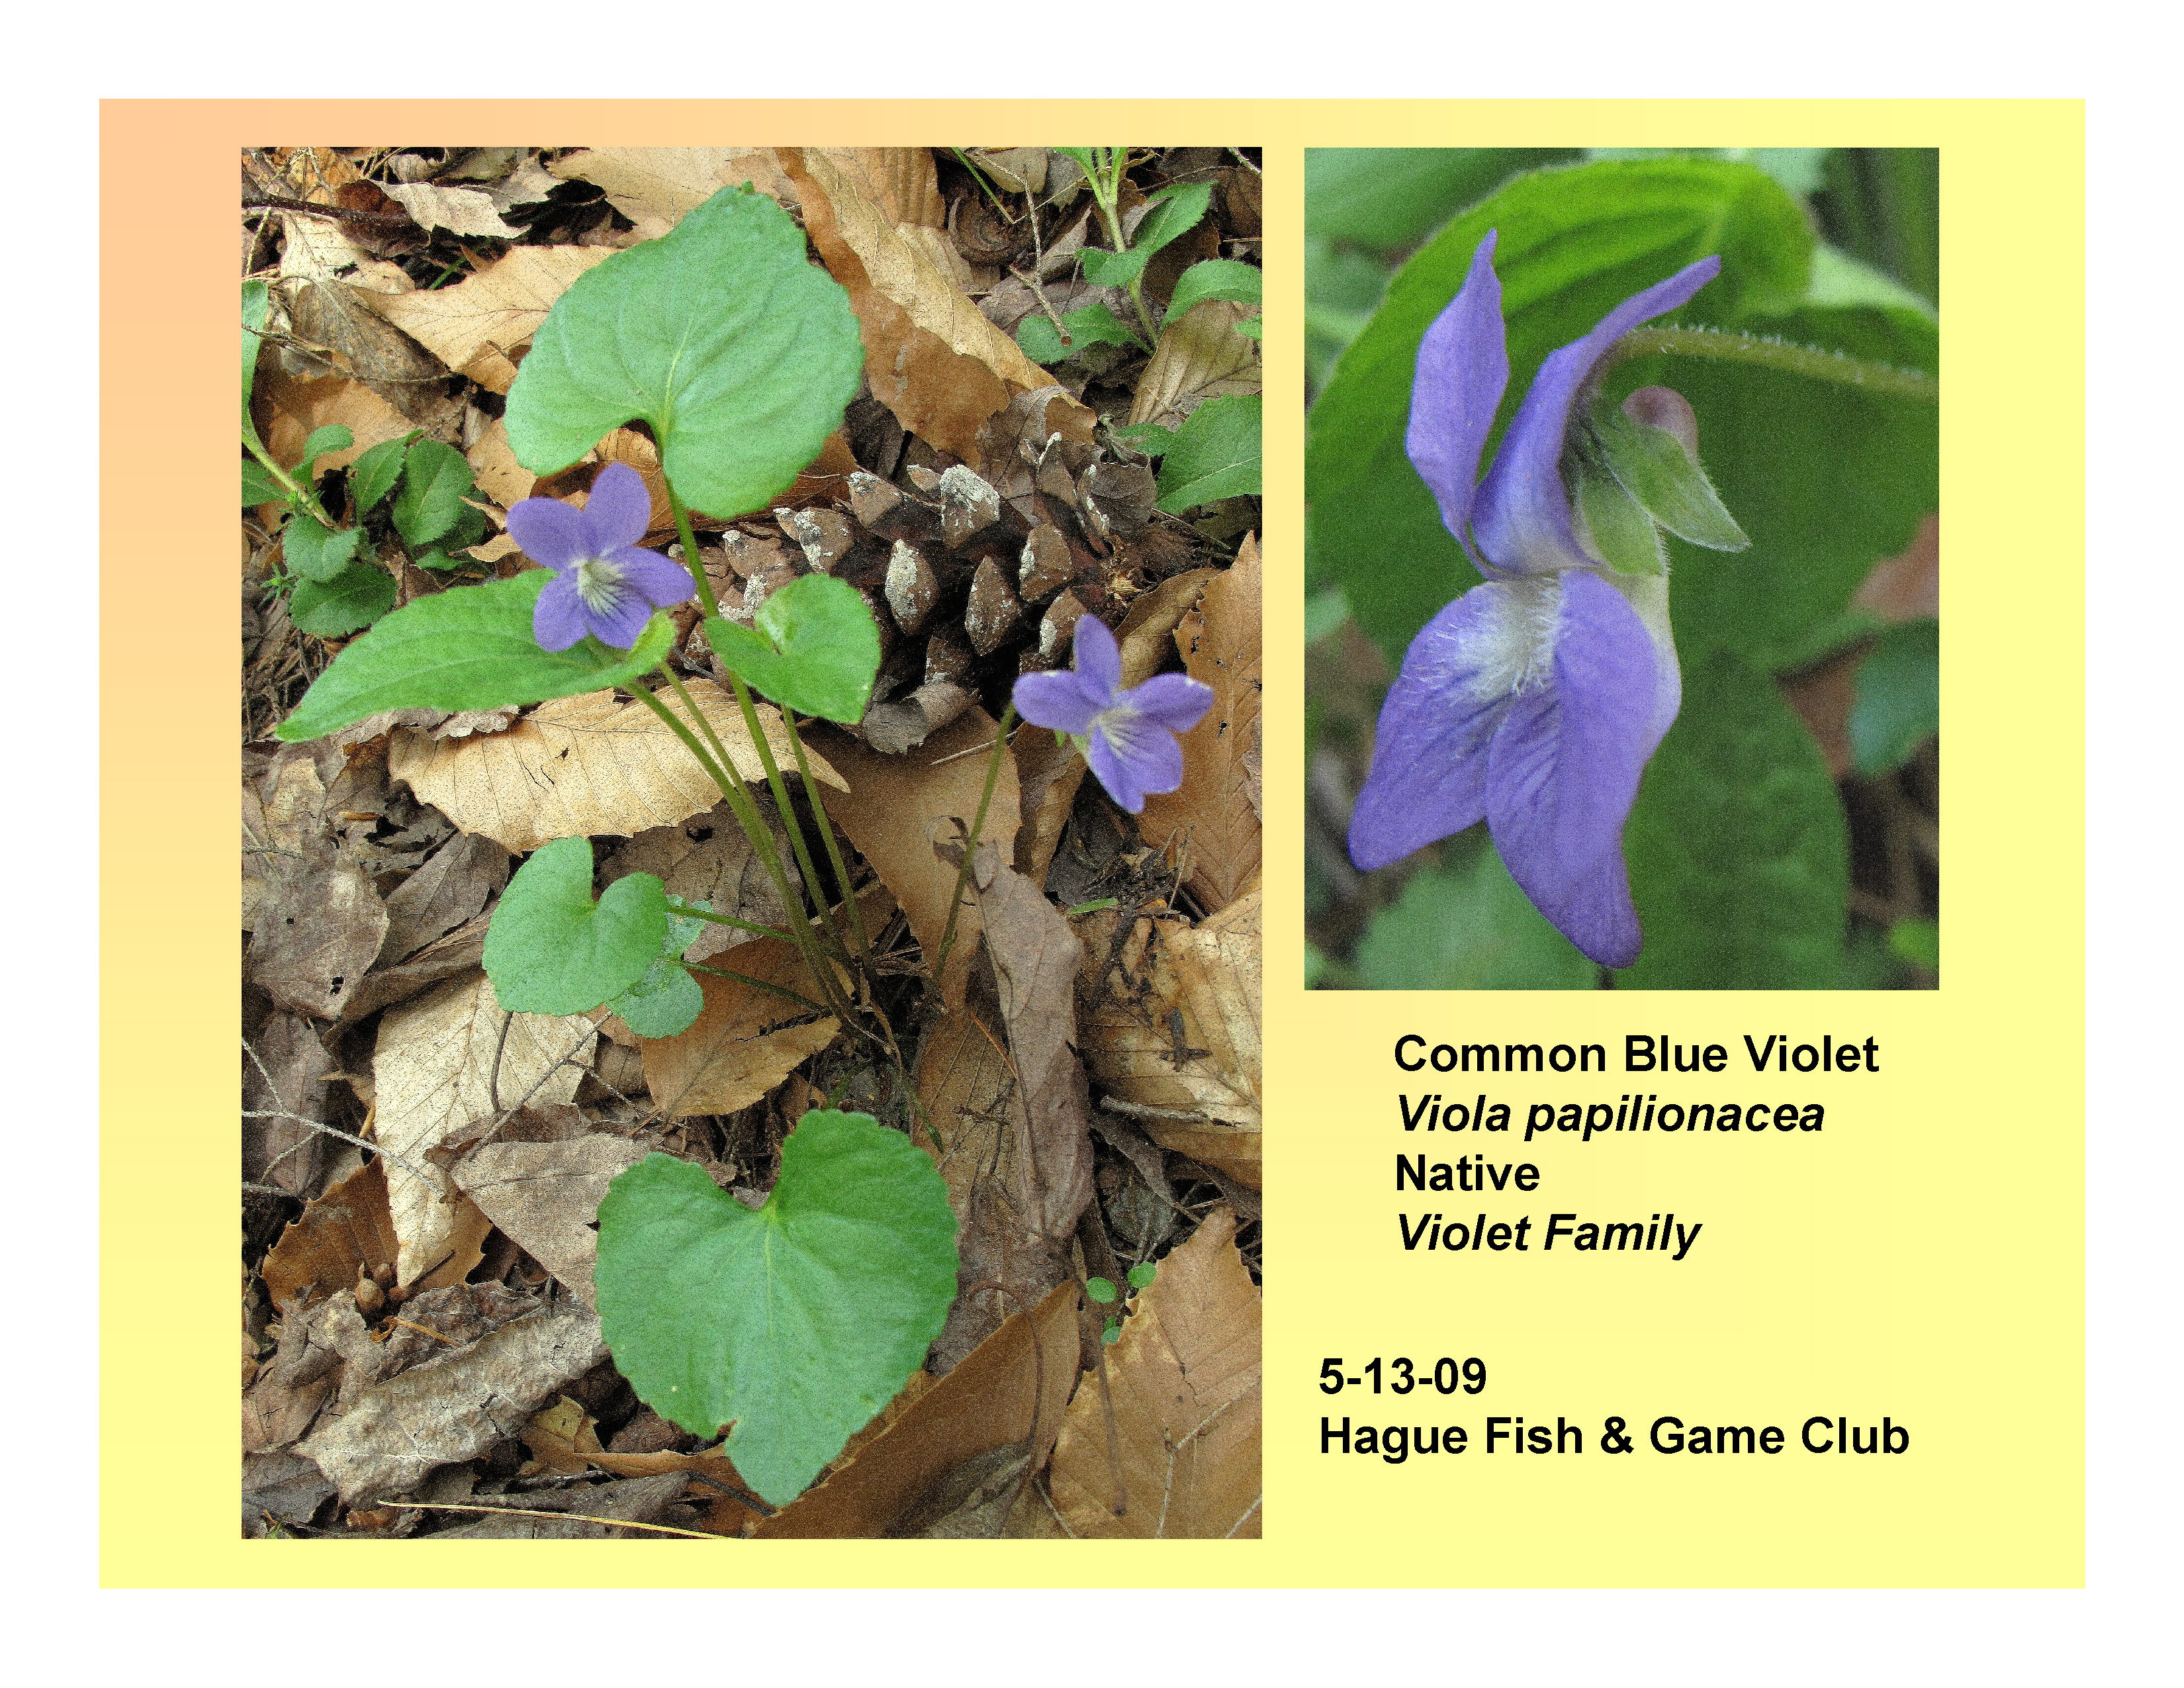 Common Blue Violet
Viola papilionacea
Native
Violet Family
5-13-09
Hague Fish & Game Club